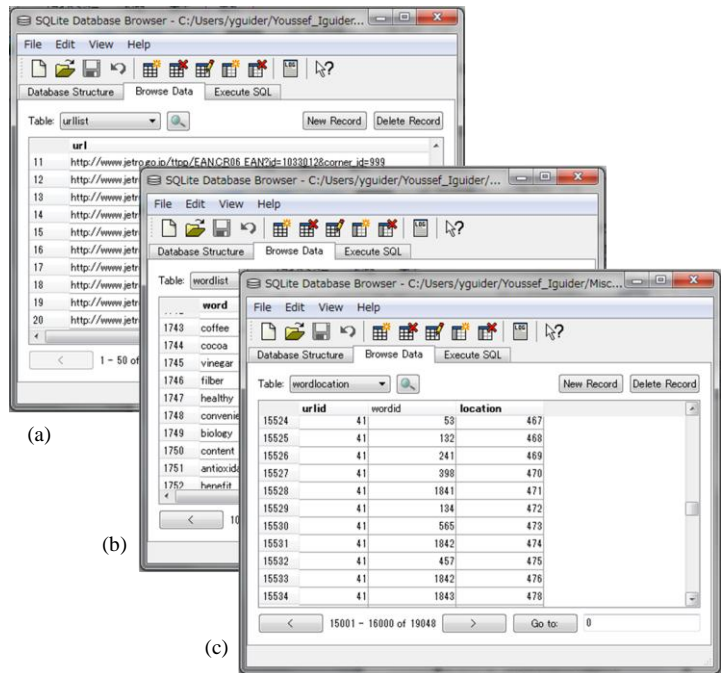 SQLite Database Browser - C:/Users/yguider/Youssef_Iguider...
File Edit View Help
Database Structure Browse Data Execute SQL
Table: urllist New Record Delete Record
url
11 http://www.jetro.go.jp/ttpp/EAN.CR06_EAN?id=1033012&corner_id=999
12 http://www.jetr
13 http://www.jetr
14 http://www.jetr
15 http://www.jetr
16 http://www.jetr
17 http://www.jetr
18 http://www.jetr
19 http://www.jetr
20 http://www.jetr
< 1 - 50 of
(a)
SQLite Database Browser - C:/Users/yguider/Youssef_Iguider/...
File Edit View Help
Database Structure Browse Data Execute SQL
Table: wordlist
word
1743 coffee
1744 cocoa
1745 vinegar
1746 filber
1747 healthy
1748 convenie
1749 biology
1750 content
1751 antioxida
1752 benefit
< 10
(b)
SQLite Database Browser - C:/Users/yguider/Youssef_Iguider/Misc...
File Edit View Help
Database Structure Browse Data Execute SQL
Table: wordlocation New Record Delete Record
urlid wordid location
15524 41 53 467
15525 41 132 468
15526 41 241 469
15527 41 398 470
15528 41 1841 471
15529 41 134 472
15530 41 565 473
15531 41 1842 474
15532 41 457 475
15533 41 1842 476
15534 41 1843 478
< 15001 - 16000 of 19048 > Go to: 0
(c)